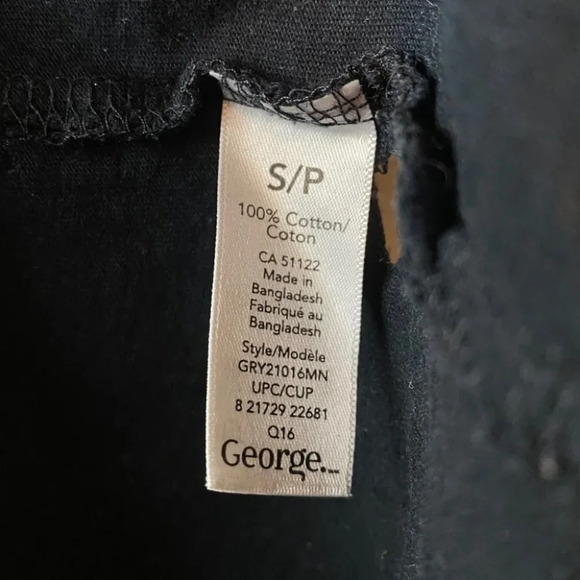 S/P
100% Cotton/
Coton
CA 51122
Made in
Bangladesh
Fabriqué au
Bangladesh
Style/Modèle
GRY21016MN
UPC/CUP
8 21729 22681
Q16
George.